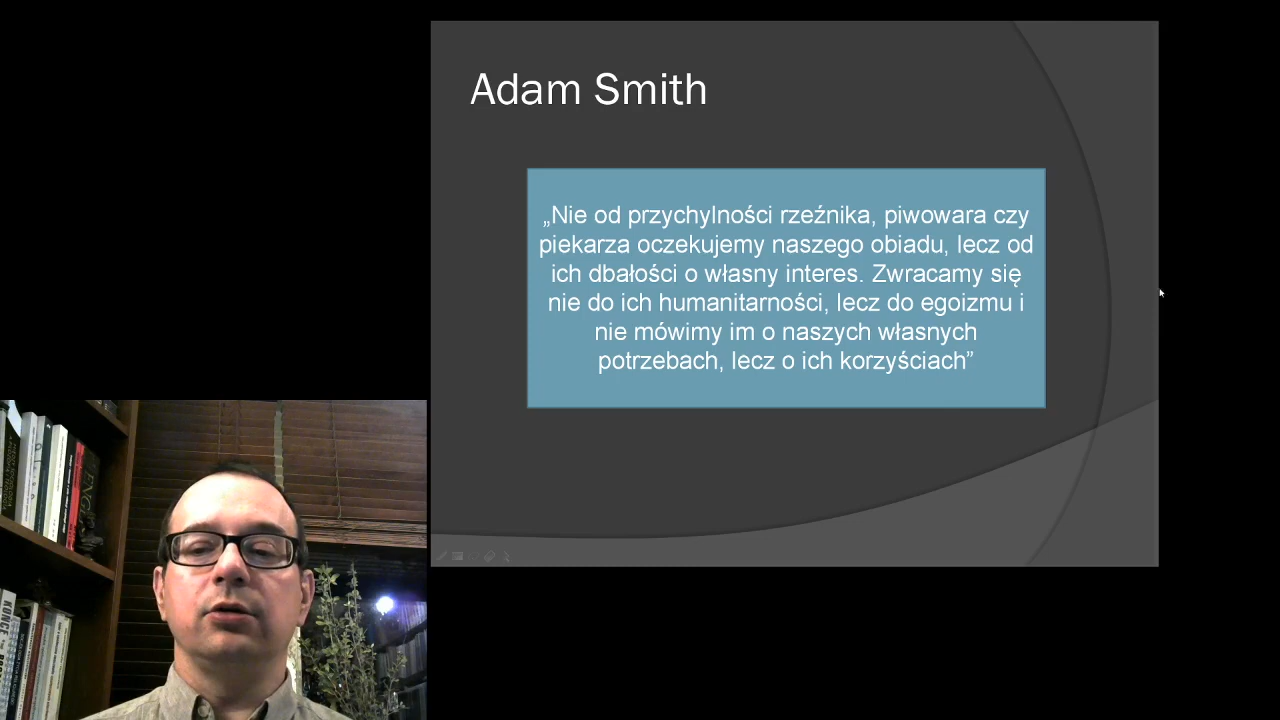 Adam Smith
„Nie od przychylności rzeźnika, piwowara czy
piekarza oczekujemy naszego obiadu, lecz od
ich dbałości o własny interes. Zwracamy się
nie do ich humanitarności, lecz do egoizmu i
nie mówimy im o naszych własnych
potrzebach, lecz o ich korzyściach”